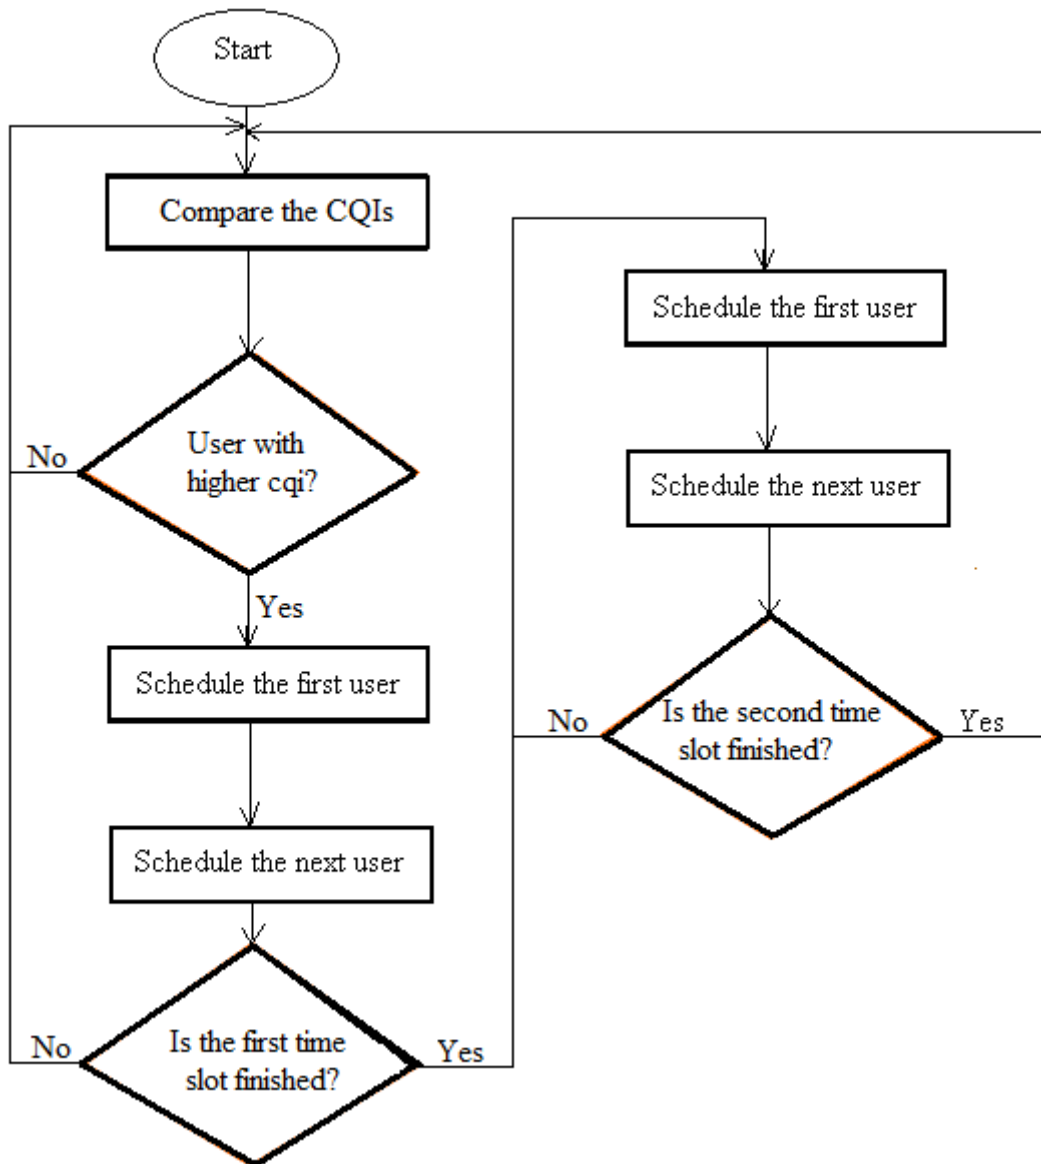 Start
Compare the CQIs
User with
higher cqi?
No
Yes
Schedule the first user
Schedule the next user
Is the first time
slot finished?
No
Yes
Schedule the first user
Schedule the next user
Is the second time
slot finished?
No
Yes